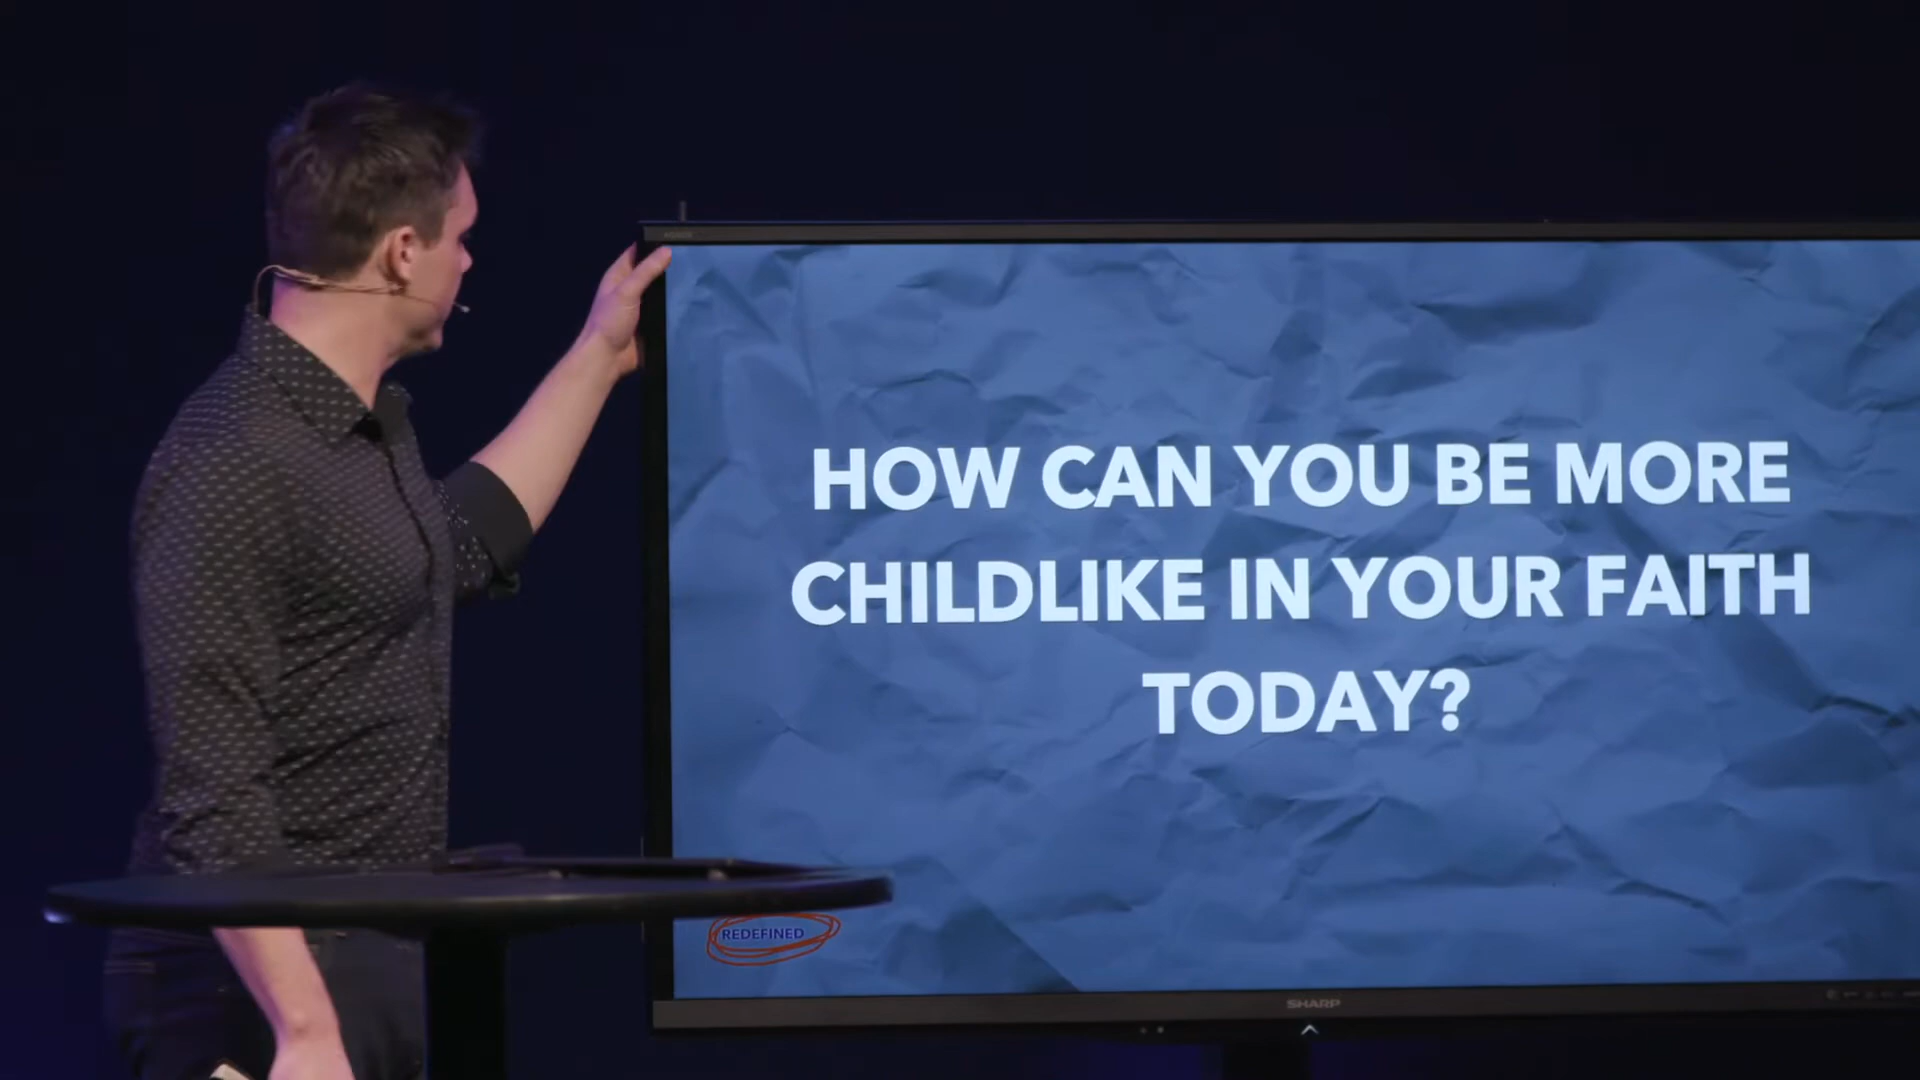 HOW CAN YOU BE MORE
CHILDLIKE IN YOUR FAITH
TODAY?
REDEFINED
SHARP